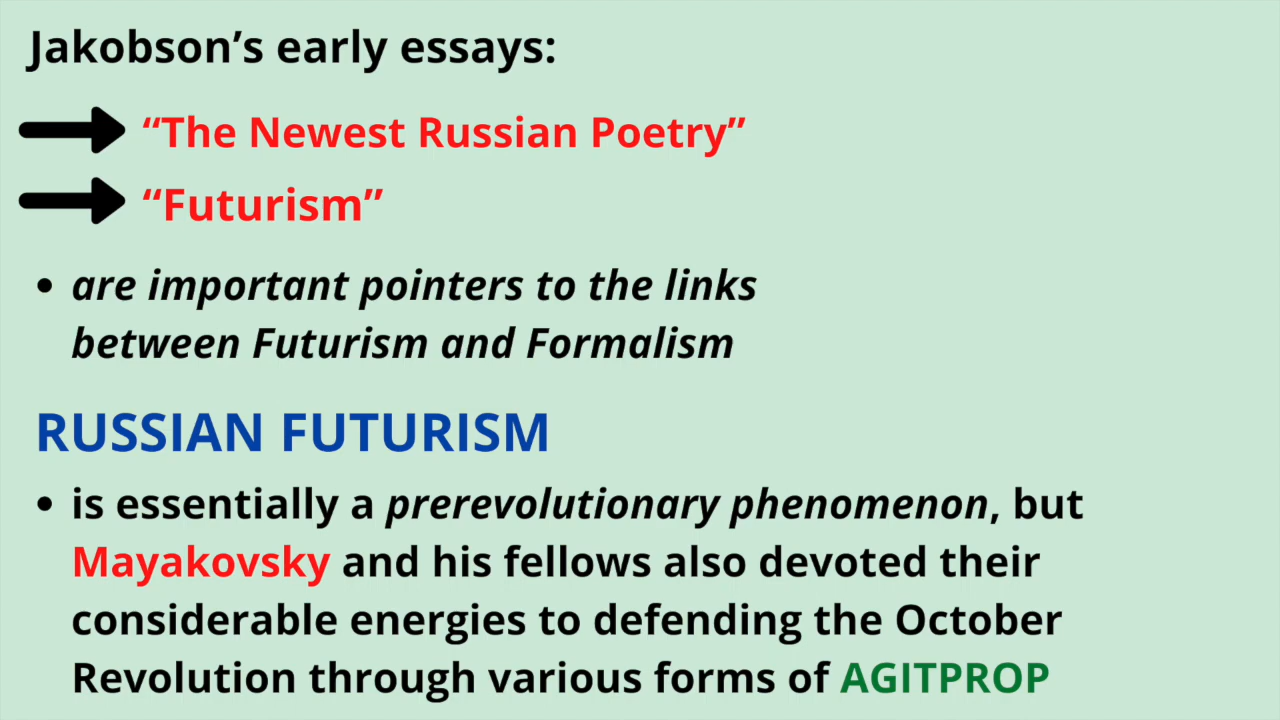 Jakobson’s early essays:
“The Newest Russian Poetry”
“Futurism”
• are important pointers to the links
between Futurism and Formalism
RUSSIAN FUTURISM
• is essentially a prerevolutionary phenomenon, but
Mayakovsky and his fellows also devoted their
considerable energies to defending the October
Revolution through various forms of AGITPROP